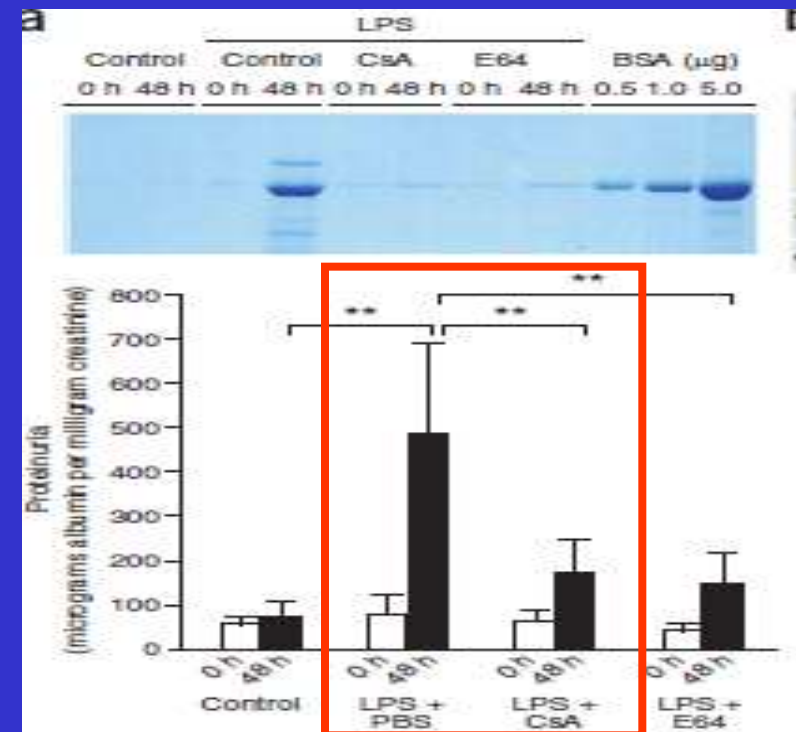 a
LPS
Control Control CsA E64 BSA (µg)
0 h 48 h 0 h 48 h 0 h 48 h 0 h 48 h 0.5 1.0 5.0
Proteinuria
(micrograms albumin per milligram creatinine)
800
700
600
500
400
300
200
100
0
** ** **
0 h 48 h 0 h 48 h 0 h 48 h 0 h 48 h
Control LPS + LPS + LPS +
PBS CsA E64